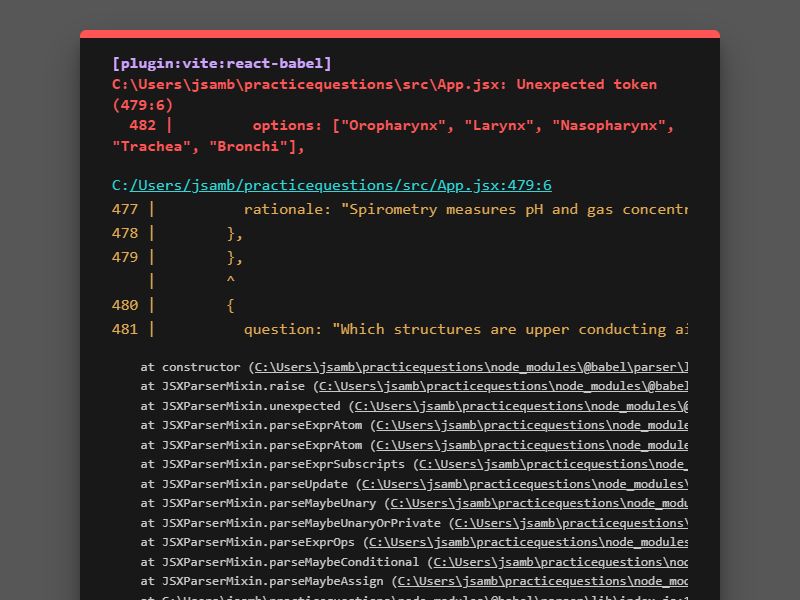 [plugin:vite:react-babel]
C:\Users\jsamb\practicequestions\src\App.jsx: Unexpected token
(479:6)
482 |         options: ["Oropharynx", "Larynx", "Nasopharynx",
"Trachea", "Bronchi"],
C:/Users/jsamb/practicequestions/src/App.jsx:479:6
477 |          rationale: "Spirometry measures pH and gas
478 |        },
479 |        },
    |        ^
480 |        {
481 |          question: "Which structures are upper conducting
at constructor (C:\Users\jsamb\practicequestions\node_modules\@babel\parser\
at JSXParserMixin.raise (C:\Users\jsamb\practicequestions\node_modules\@babel
at JSXParserMixin.unexpected (C:\Users\jsamb\practicequestions\node_modules\
at JSXParserMixin.parseExprAtom (C:\Users\jsamb\practicequestions\node_module
at JSXParserMixin.parseExprAtom (C:\Users\jsamb\practicequestions\node_module
at JSXParserMixin.parseExprSubscripts (C:\Users\jsamb\practicequestions\node_
at JSXParserMixin.parseUpdate (C:\Users\jsamb\practicequestions\node_modules\
at JSXParserMixin.parseMaybeUnary (C:\Users\jsamb\practicequestions\node_modu
at JSXParserMixin.parseMaybeUnaryOrPrivate (C:\Users\jsamb\practicequestions\
at JSXParserMixin.parseExprOps (C:\Users\jsamb\practicequestions\node_modules
at JSXParserMixin.parseMaybeConditional (C:\Users\jsamb\practicequestions\nod
at JSXParserMixin.parseMaybeAssign (C:\Users\jsamb\practicequestions\node_mod